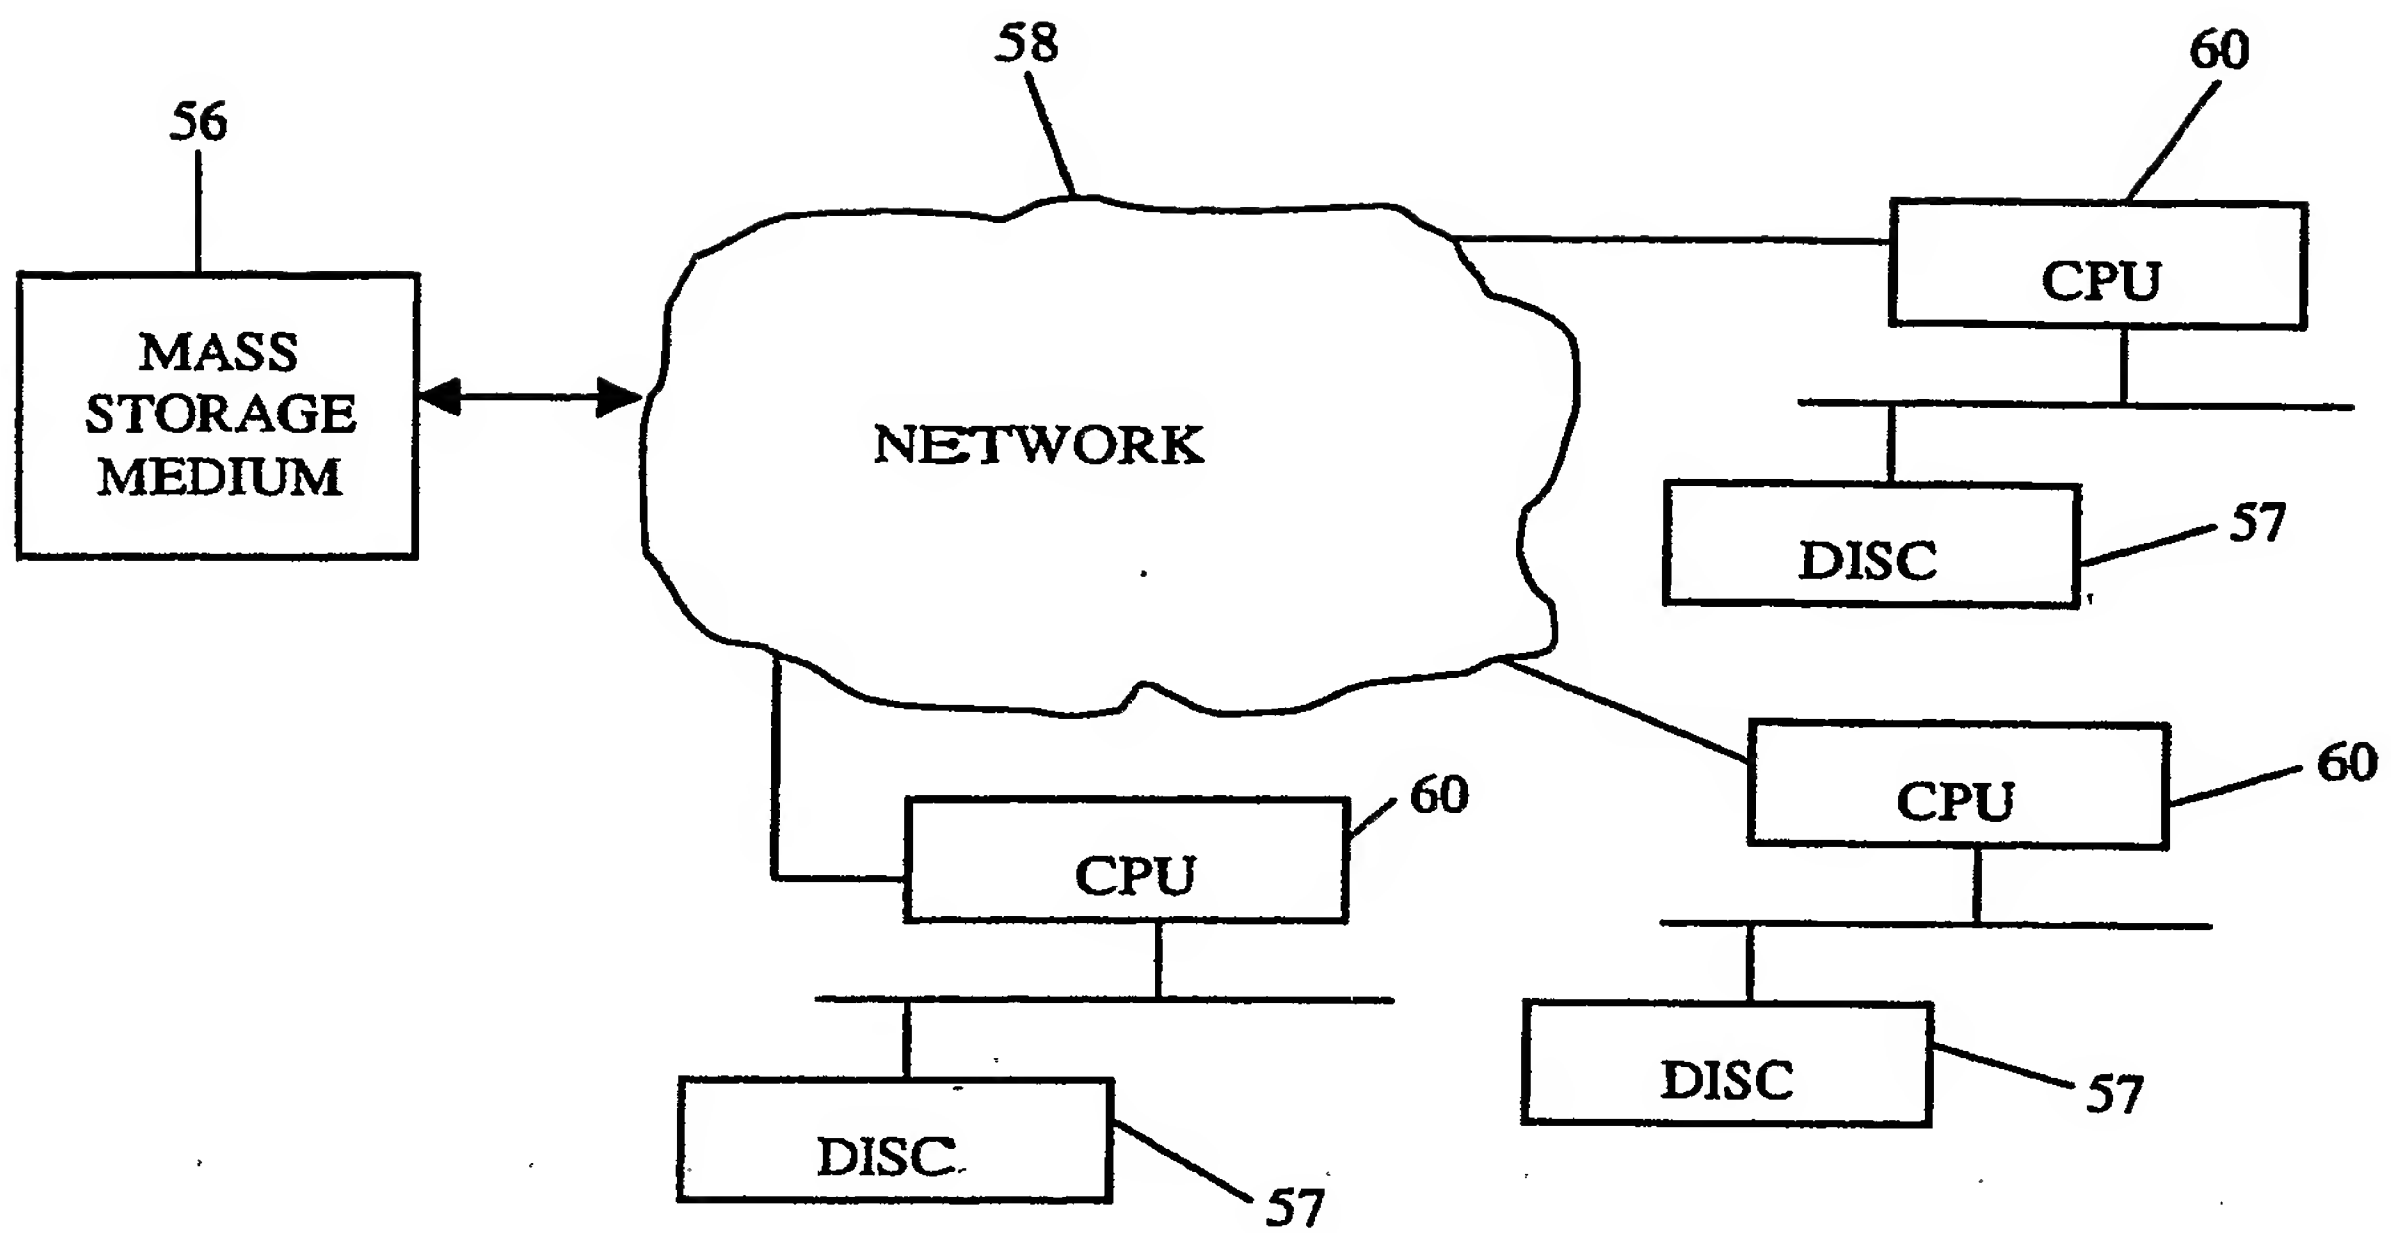 58
60
56
MASS
STORAGE
MEDIUM
NETWORK
CPU
DISC
57
CPU
60
CPU
60
DISC
57
DISC
57